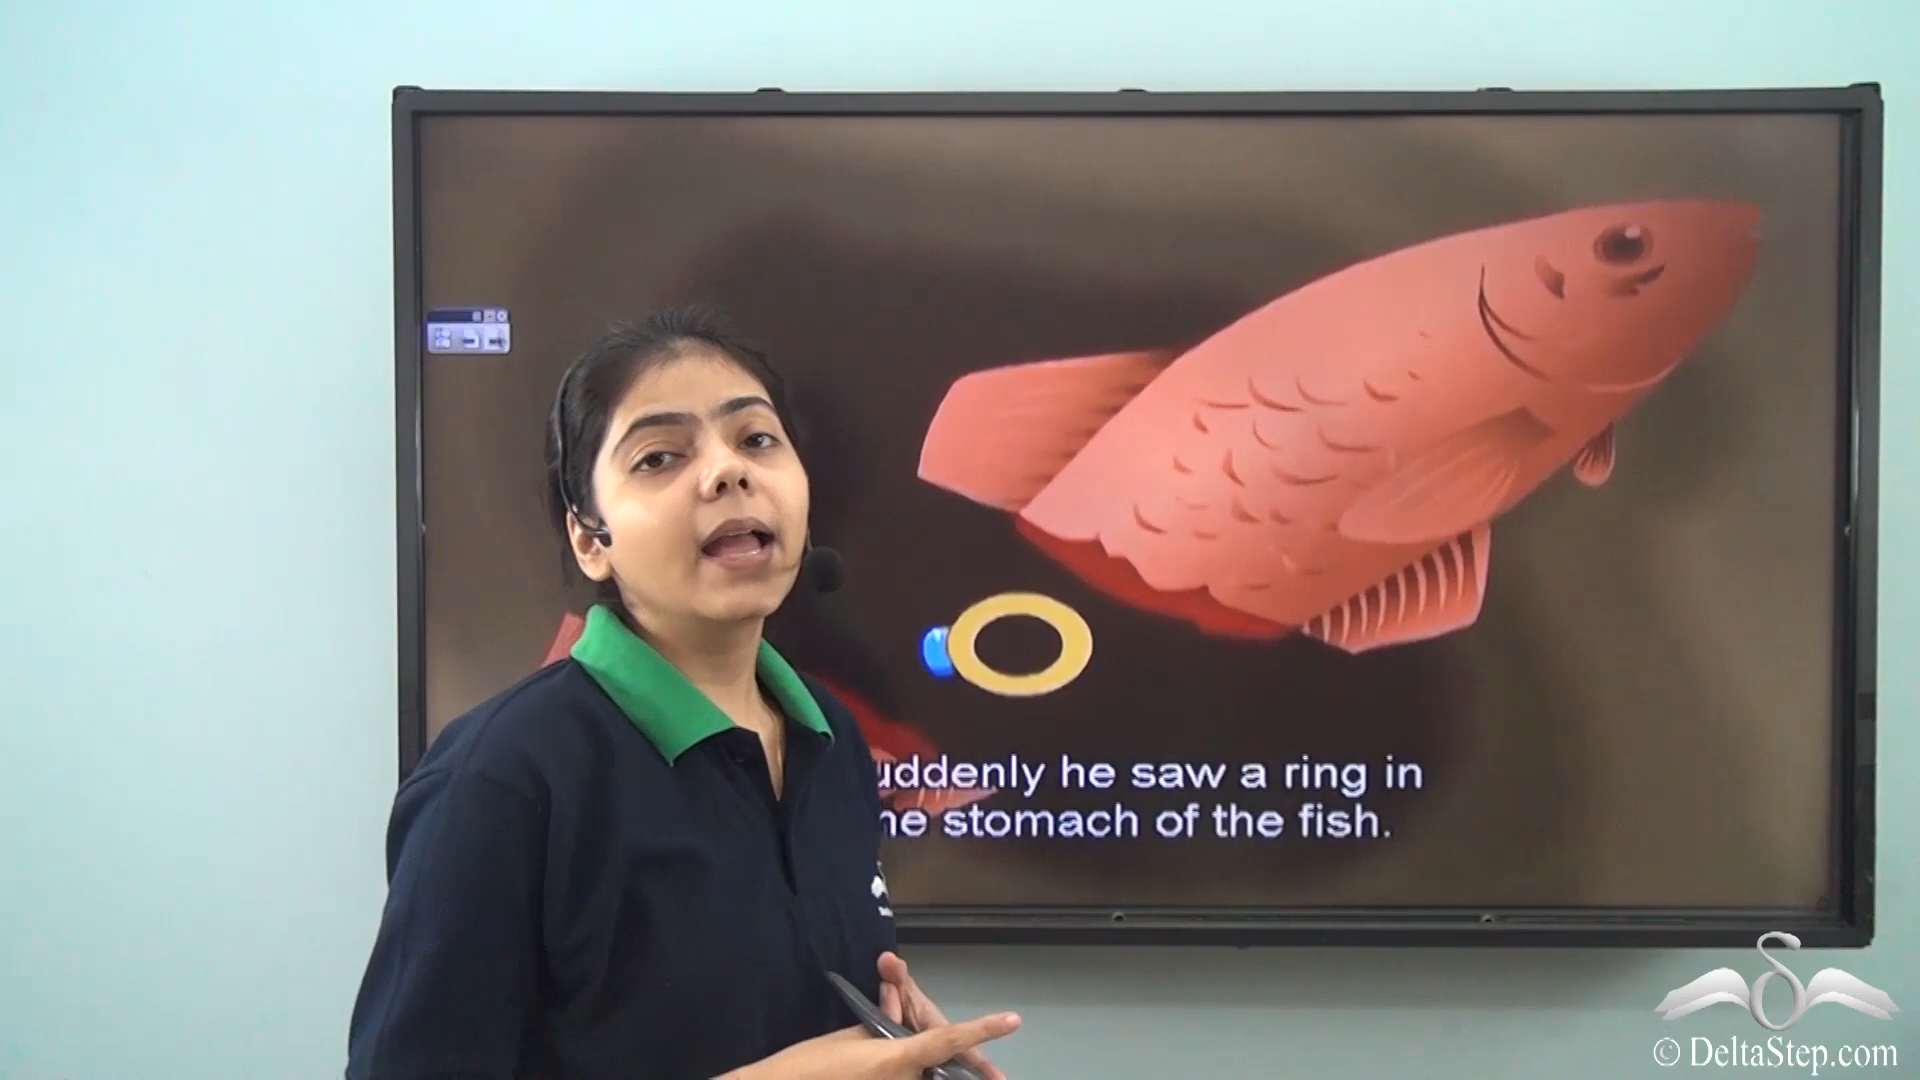 uddenly he saw a ring in
he stomach of the fish.
© DeltaStep.com